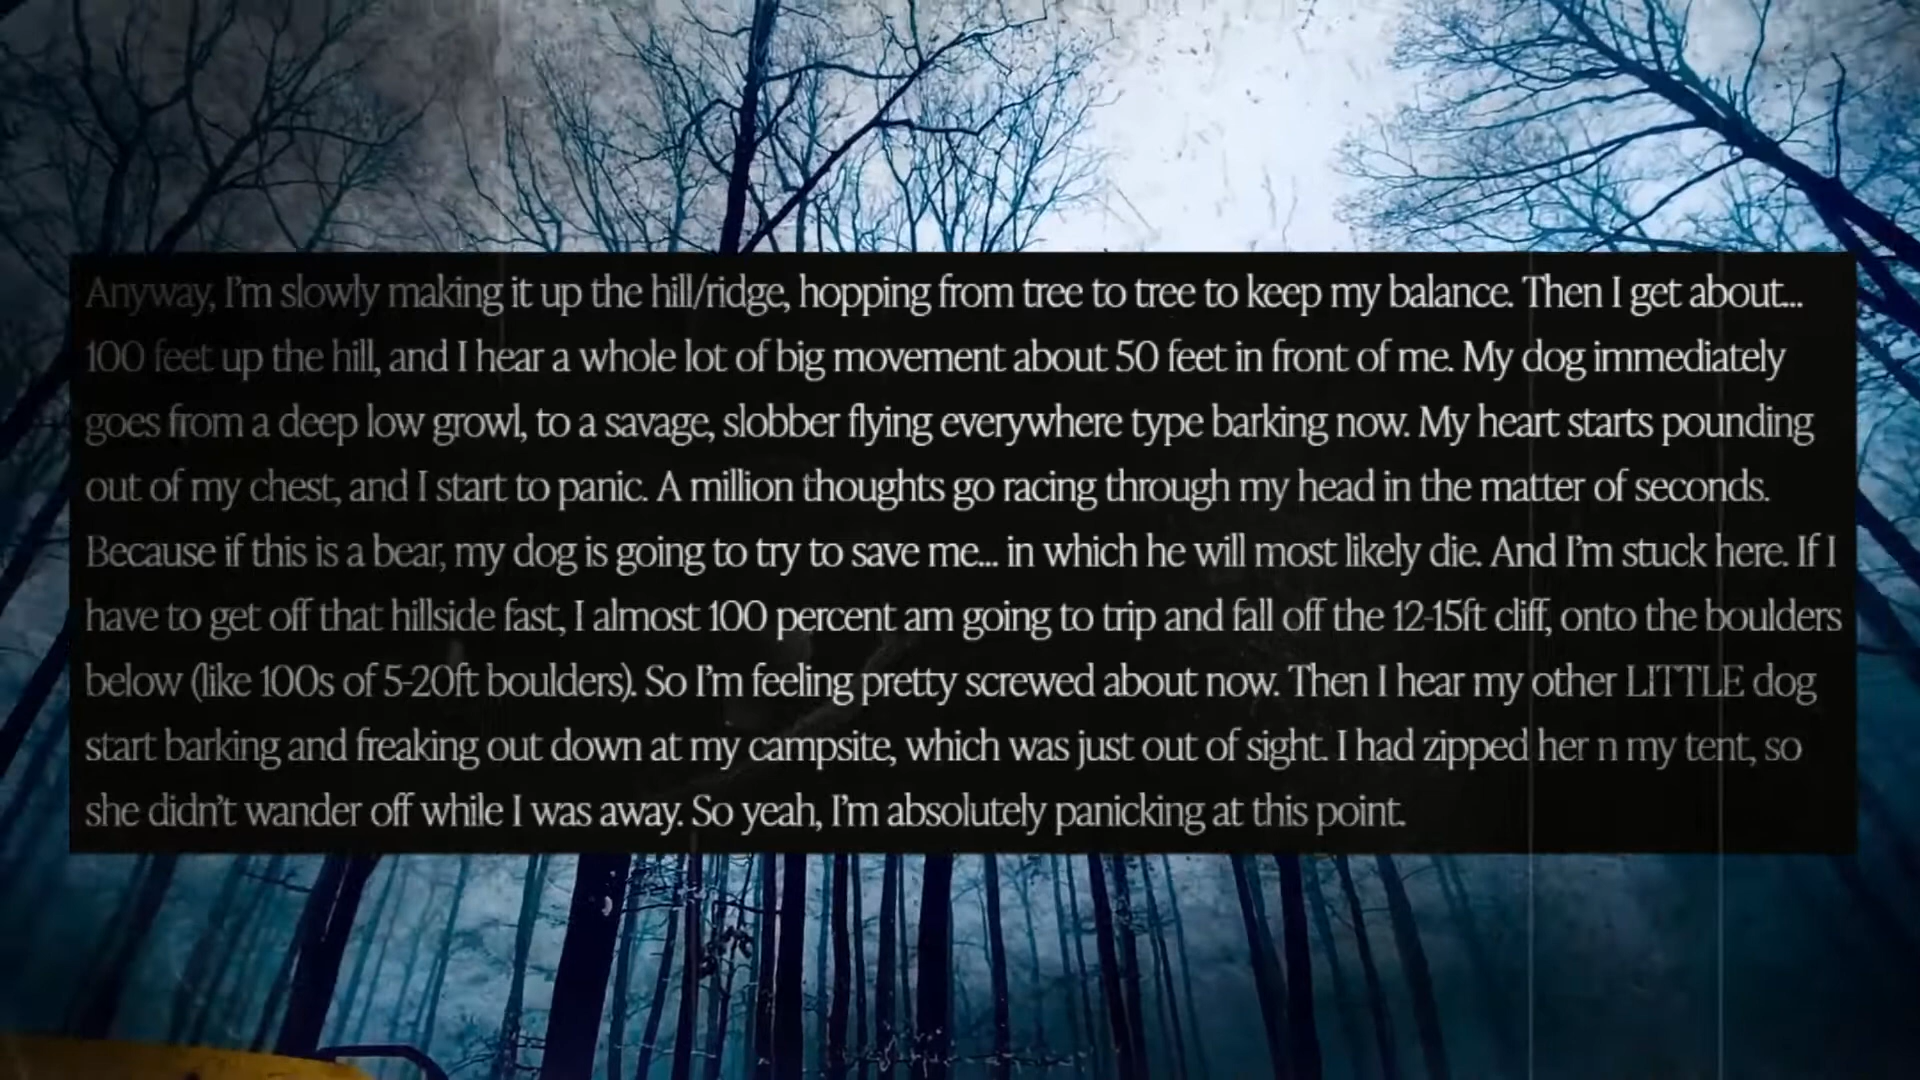 Anyway, I'm slowly making it up the hill/ridge, hopping from tree to tree to keep my balance. Then I get about...
100 feet up the hill, and I hear a whole lot of big movement about 50 feet in front of me. My dog immediately
goes from a deep low growl, to a savage, slobber flying everywhere type barking now. My heart starts pounding
out of my chest, and I start to panic. A million thoughts go racing through my head in the matter of seconds.
Because if this is a bear, my dog is going to try to save me... in which he will most likely die. And I'm stuck here. If I
have to get off that hillside fast, I almost 100 percent am going to trip and fall off the 12-15ft cliff, onto the boulders
below (like 100s of 5-20ft boulders). So I'm feeling pretty screwed about now. Then I hear my other LITTLE dog
start barking and freaking out down at my campsite, which was just out of sight. I had zipped her n my tent, so
she didn't wander off while I was away. So yeah, I'm absolutely panicking at this point.